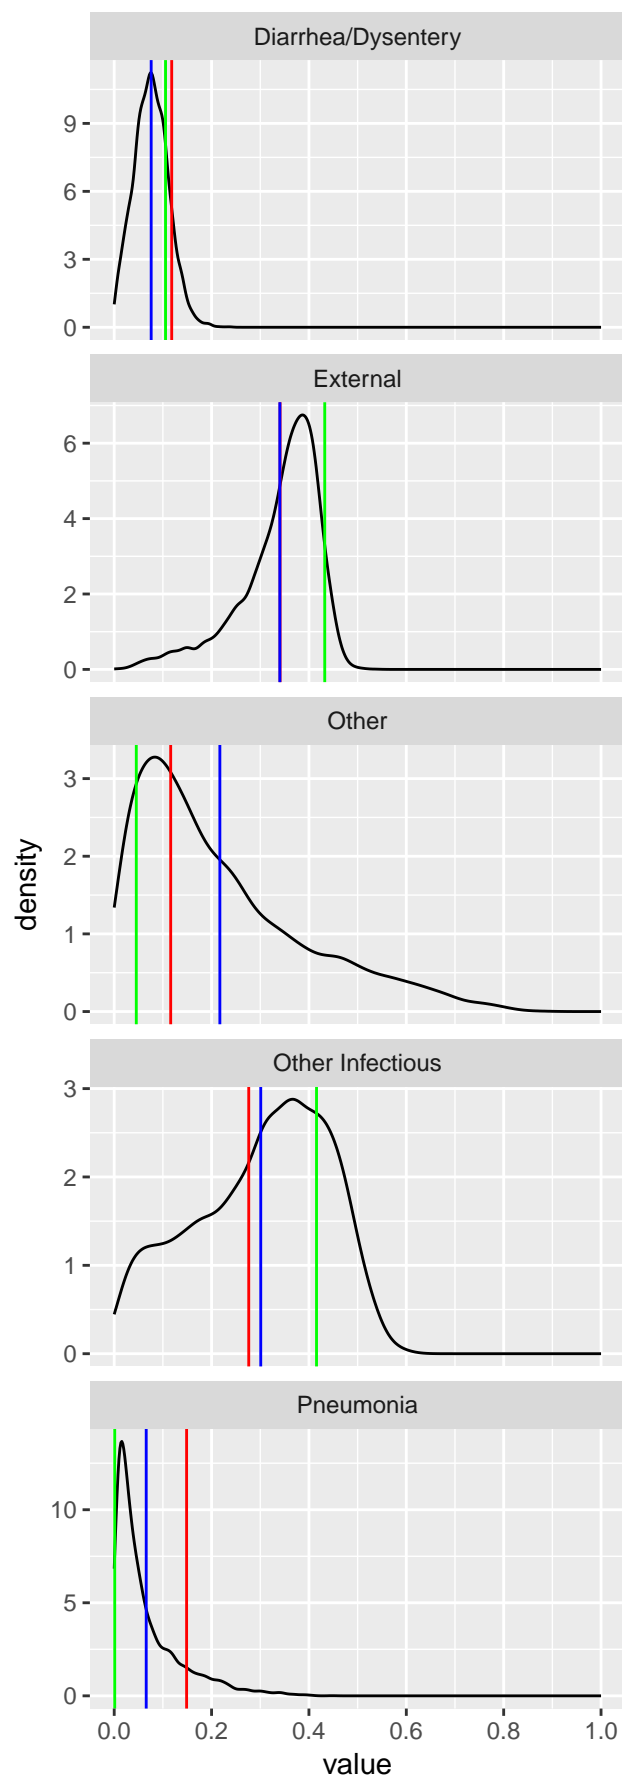 Diarrhea/Dysentery
9
6
3
0
External
6
4
2
0
Other
3
2
1
0
density
Other Infectious
3
2
1
0
Pneumonia
10
5
0
0.0 0.2 0.4 0.6 0.8 1.0
value